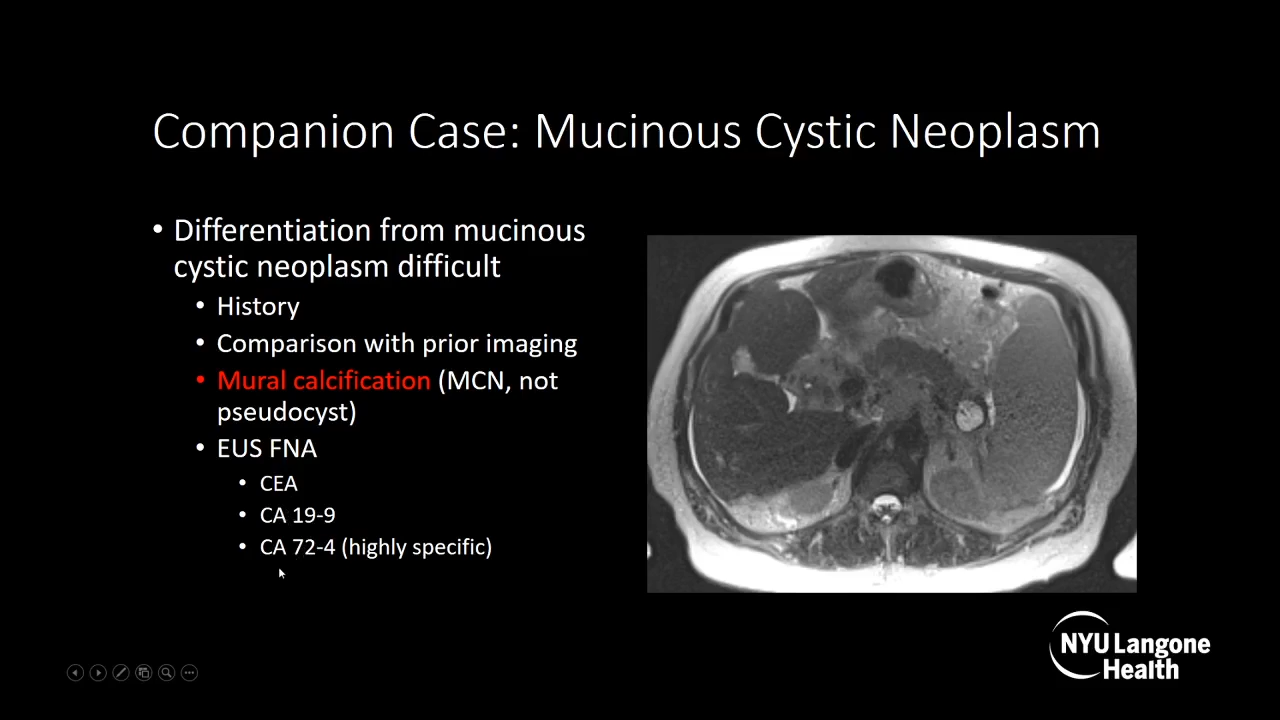 Companion Case: Mucinous Cystic Neoplasm
• Differentiation from mucinous
cystic neoplasm difficult
• History
• Comparison with prior imaging
• Mural calcification (MCN, not
pseudocyst)
• EUS FNA
• CEA
• CA 19-9
• CA 72-4 (highly specific)
NYU Langone
Health